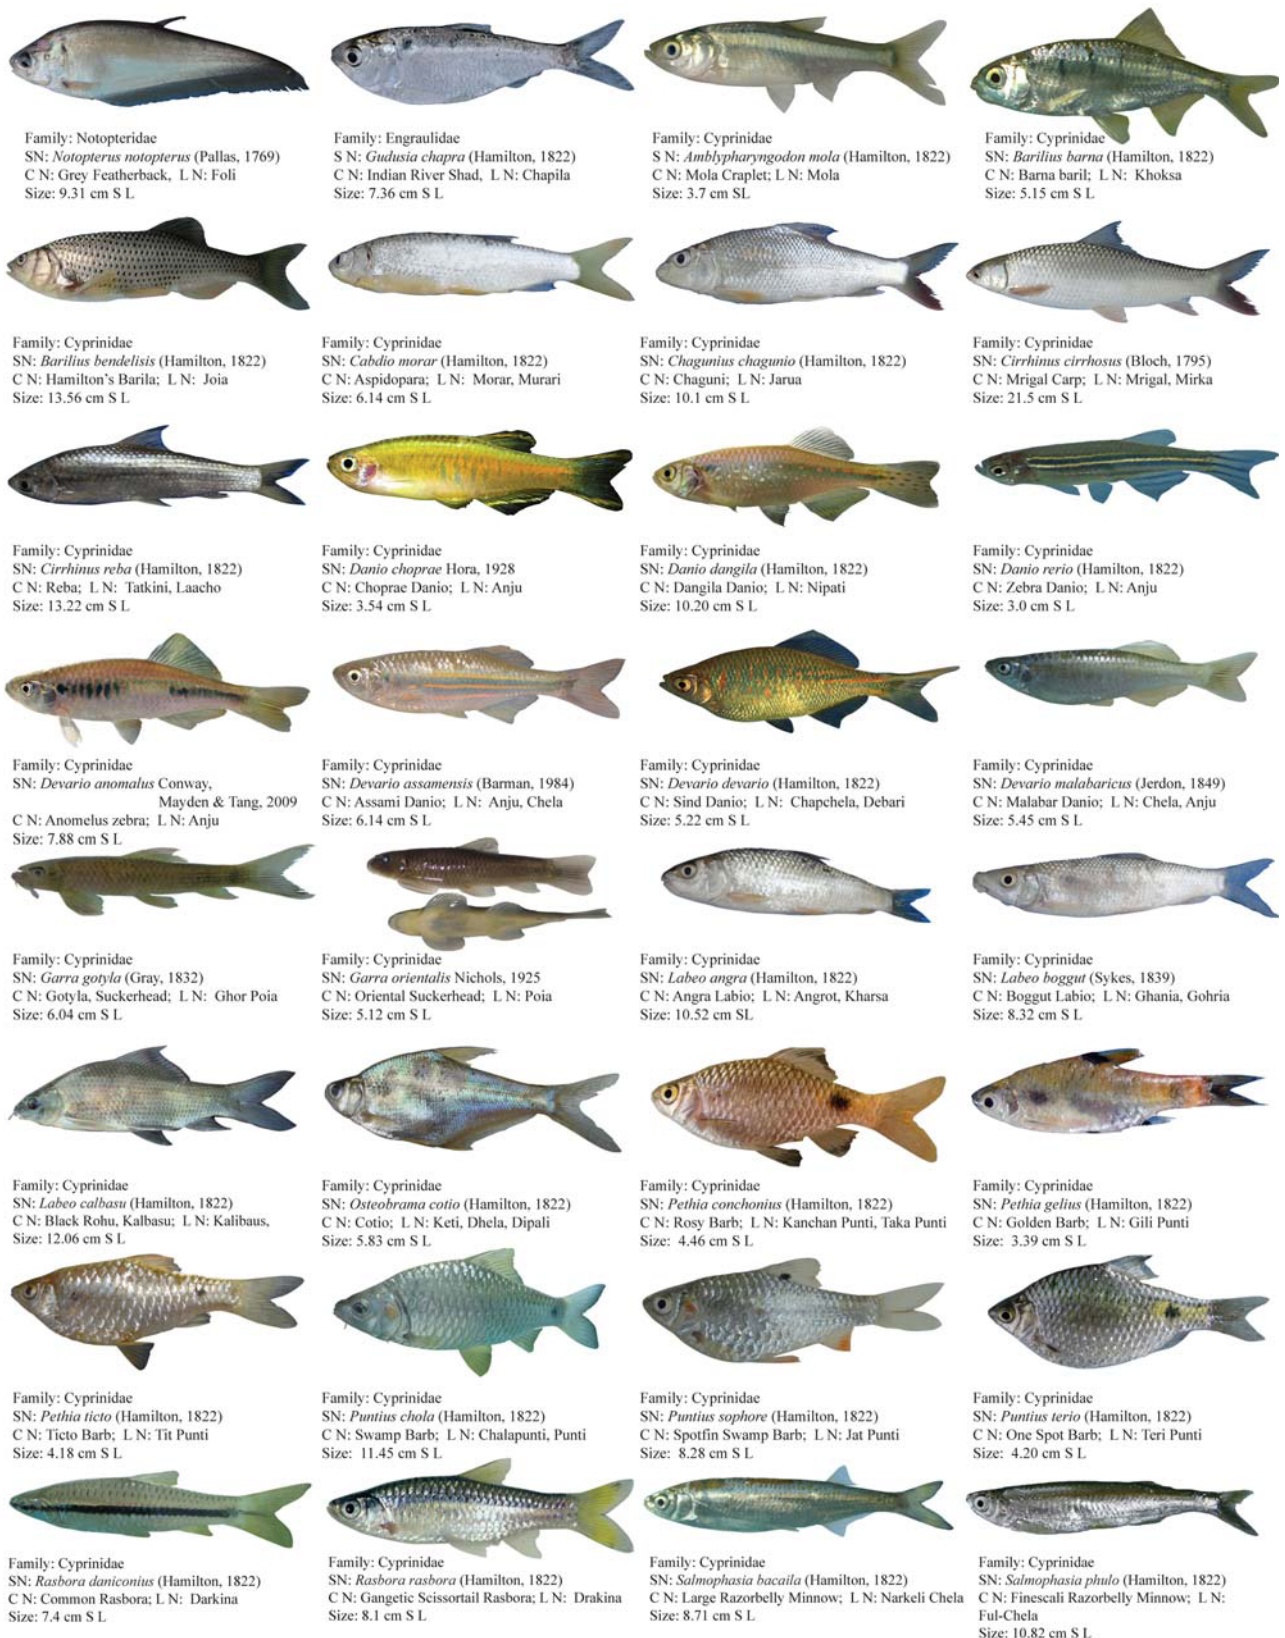 Family: Notopteridae
SN: Notopterus notopterus (Pallas, 1769)
C N: Grey Featherback, L N: Foli
Size: 9.31 cm S L
Family: Engraulidae
S N: Gudusia chapra (Hamilton, 1822)
C N: Indian River Shad, L N: Chapila
Size: 7.36 cm S L
Family: Cyprinidae
S N: Amblypharyngodon mola (Hamilton, 1822)
C N: Mola Craplet; L N: Mola
Size: 3.7 cm SL
Family: Cyprinidae
SN: Barilius barna (Hamilton, 1822)
C N: Barna baril; L N: Khoksa
Size: 5.15 cm S L
Family: Cyprinidae
SN: Barilius bendelisis (Hamilton, 1822)
C N: Hamilton's Barila; L N: Joia
Size: 13.56 cm S L
Family: Cyprinidae
SN: Cabdio morar (Hamilton, 1822)
C N: Aspidopara; L N: Morar, Murari
Size: 6.14 cm S L
Family: Cyprinidae
SN: Chagunius chagunio (Hamilton, 1822)
C N: Chaguni; L N: Jarua
Size: 10.1 cm S L
Family: Cyprinidae
SN: Cirrhinus cirrhosus (Bloch, 1795)
C N: Mrigal Carp; L N: Mrigal, Mirka
Size: 21.5 cm S L
Family: Cyprinidae
SN: Cirrhinus reba (Hamilton, 1822)
C N: Reba; L N: Tatkini, Laacho
Size: 13.22 cm S L
Family: Cyprinidae
SN: Danio choprae Hora, 1928
C N: Choprae Danio; L N: Anju
Size: 3.54 cm S L
Family: Cyprinidae
SN: Danio dangila (Hamilton, 1822)
C N: Dangila Danio; L N: Nipati
Size: 10.20 cm S L
Family: Cyprinidae
SN: Danio rerio (Hamilton, 1822)
C N: Zebra Danio; L N: Anju
Size: 3.0 cm S L
Family: Cyprinidae
SN: Devario anomalus Conway,
Mayden & Tang, 2009
C N: Anomelus zebra; L N: Anju
Size: 7.88 cm S L
Family: Cyprinidae
SN: Devario assamensis (Barman, 1984)
C N: Assami Danio; L N: Anju, Chela
Size: 6.14 cm S L
Family: Cyprinidae
SN: Devario devario (Hamilton, 1822)
C N: Sind Danio; L N: Chapchela, Debari
Size: 5.22 cm S L
Family: Cyprinidae
SN: Devario malabaricus (Jerdon, 1849)
C N: Malabar Danio; L N: Chela, Anju
Size: 5.45 cm S L
Family: Cyprinidae
SN: Garra gotyla (Gray, 1832)
C N: Gotyla, Suckerhead; L N: Ghor Poia
Size: 6.04 cm S L
Family: Cyprinidae
SN: Garra orientalis Nichols, 1925
C N: Oriental Suckerhead; L N: Poia
Size: 5.12 cm S L
Family: Cyprinidae
SN: Labeo angra (Hamilton, 1822)
C N: Angra Labio; L N: Angrot, Kharsa
Size: 10.52 cm SL
Family: Cyprinidae
SN: Labeo boggut (Sykes, 1839)
C N: Boggut Labio; L N: Ghania, Gohria
Size: 8.32 cm S L
Family: Cyprinidae
SN: Labeo calbasu (Hamilton, 1822)
C N: Black Rohu, Kalbasu; L N: Kalibaus,
Size: 12.06 cm S L
Family: Cyprinidae
SN: Osteobrama cotio (Hamilton, 1822)
C N: Cotio; L N: Keti, Dhela, Dipali
Size: 5.83 cm S L
Family: Cyprinidae
SN: Pethia conchonius (Hamilton, 1822)
C N: Rosy Barb; L N: Kanchan Punti, Taka Punti
Size: 4.46 cm S L
Family: Cyprinidae
SN: Pethia gelius (Hamilton, 1822)
C N: Golden Barb; L N: Gili Punti
Size: 3.39 cm S L
Family: Cyprinidae
SN: Pethia ticto (Hamilton, 1822)
C N: Ticto Barb; L N: Tit Punti
Size: 4.18 cm S L
Family: Cyprinidae
SN: Puntius chola (Hamilton, 1822)
C N: Swamp Barb; L N: Chalapunti, Punti
Size: 11.45 cm S L
Family: Cyprinidae
SN: Puntius sophore (Hamilton, 1822)
C N: Spotfin Swamp Barb; L N: Jat Punti
Size: 8.28 cm S L
Family: Cyprinidae
SN: Puntius terio (Hamilton, 1822)
C N: One Spot Barb; L N: Teri Punti
Size: 4.20 cm S L
Family: Cyprinidae
SN: Rasbora daniconius (Hamilton, 1822)
C N: Common Rasbora; L N: Darkina
Size: 7.4 cm S L
Family: Cyprinidae
SN: Rasbora rasbora (Hamilton, 1822)
C N: Gangetic Scissortail Rasbora; L N: Drakina
Size: 8.1 cm S L
Family: Cyprinidae
SN: Salmophasia bacaila (Hamilton, 1822)
C N: Large Razorbelly Minnow; L N: Narkeli Chela
Size: 8.71 cm S L
Family: Cyprinidae
SN: Salmophasia phulo (Hamilton, 1822)
C N: Finescali Razorbelly Minnow; L N:
Ful-Chela
Size: 10.82 cm S L